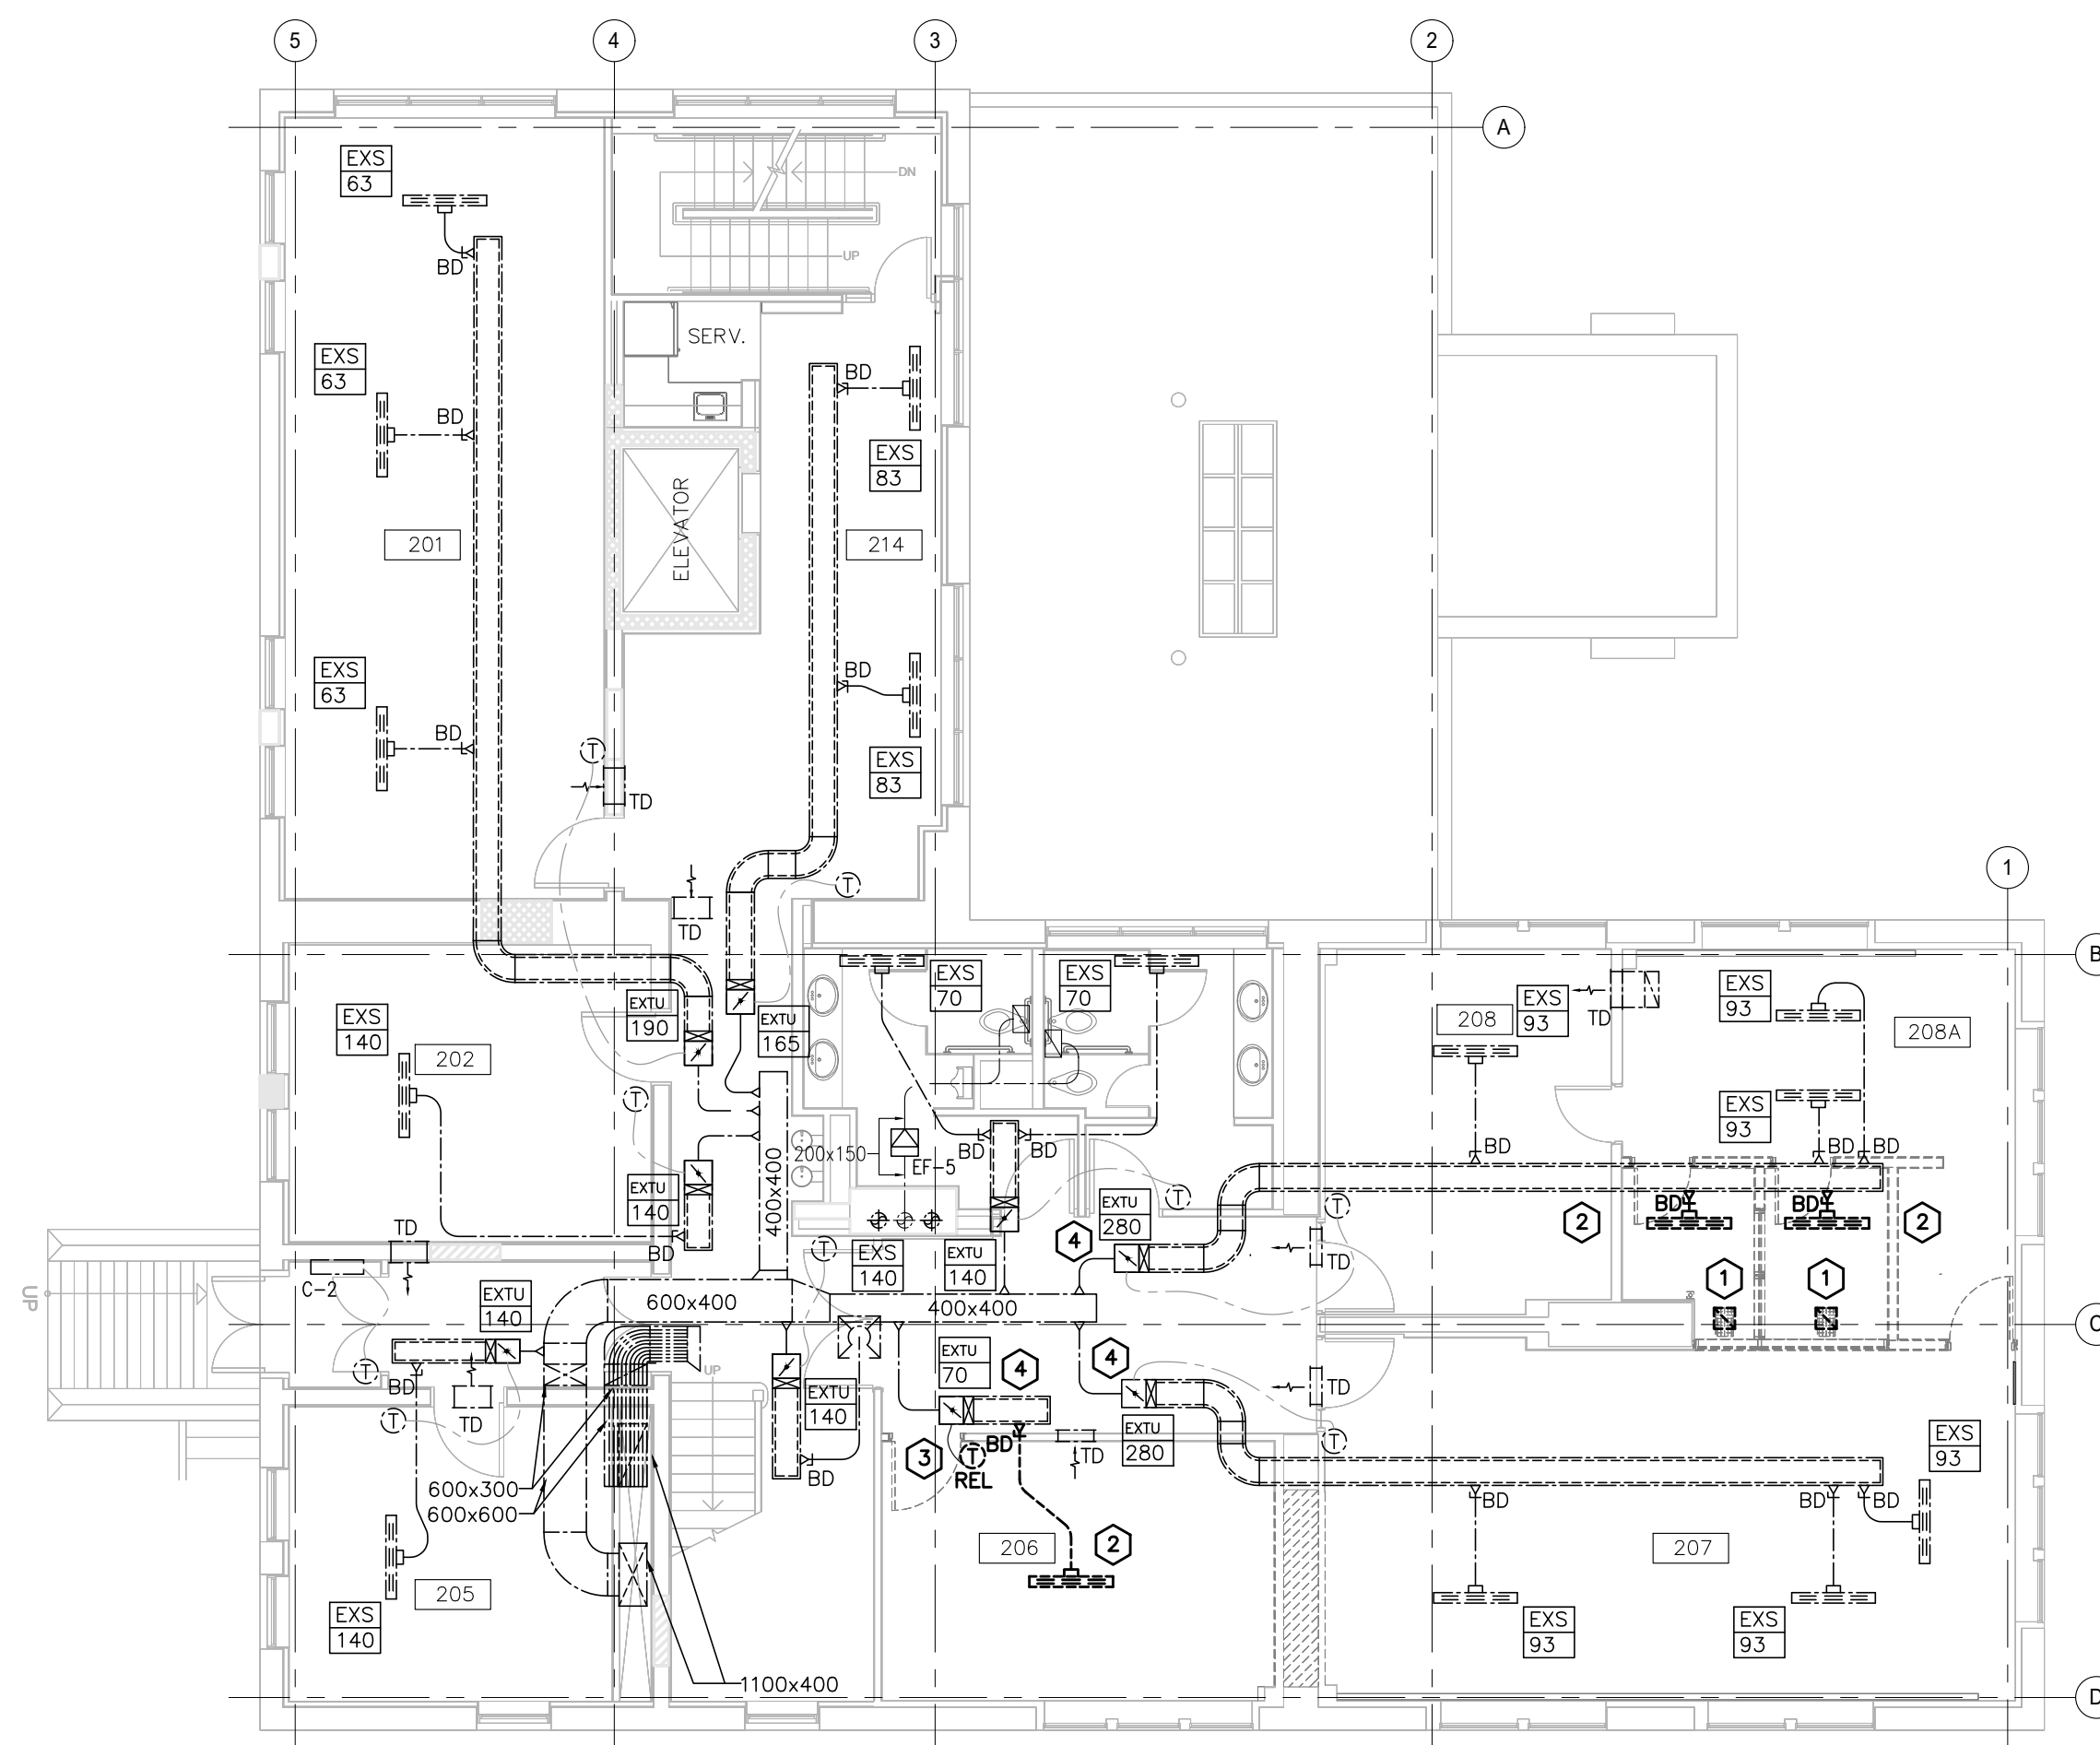 5
4
3
2
A
EXS
63
DN
BD
UP
SERV.
EXS
63
BD
BD
EXS
83
201
ELEVATOR
214
EXS
63
BD
BD
EXS
83
T
TD
1
T
TD
B
EXS
70
EXS
70
EXS
140
EXTU
190
EXTU
165
202
208
EXS
93
TD
EXS
93
208A
T
EXS
93
200x150
EF-5
BD
BD
BD
BD
BD
EXTU
140
400x400
EXTU
280
T
T
BD
BD
2
2
4
TD
BD
T
EXS
140
EXTU
140
TD
UP
C-2
EXTU
140
600x400
400x400
1
1
C
T
BD
TD
T
UP
EXTU
140
EXTU
70
4
4
TD
EXTU
280
T
BD
3
T
REL
BD
TD
EXS
93
600x300
600x600
BD
BD
BD
206
2
207
205
EXS
140
EXS
93
EXS
93
1100x400
D